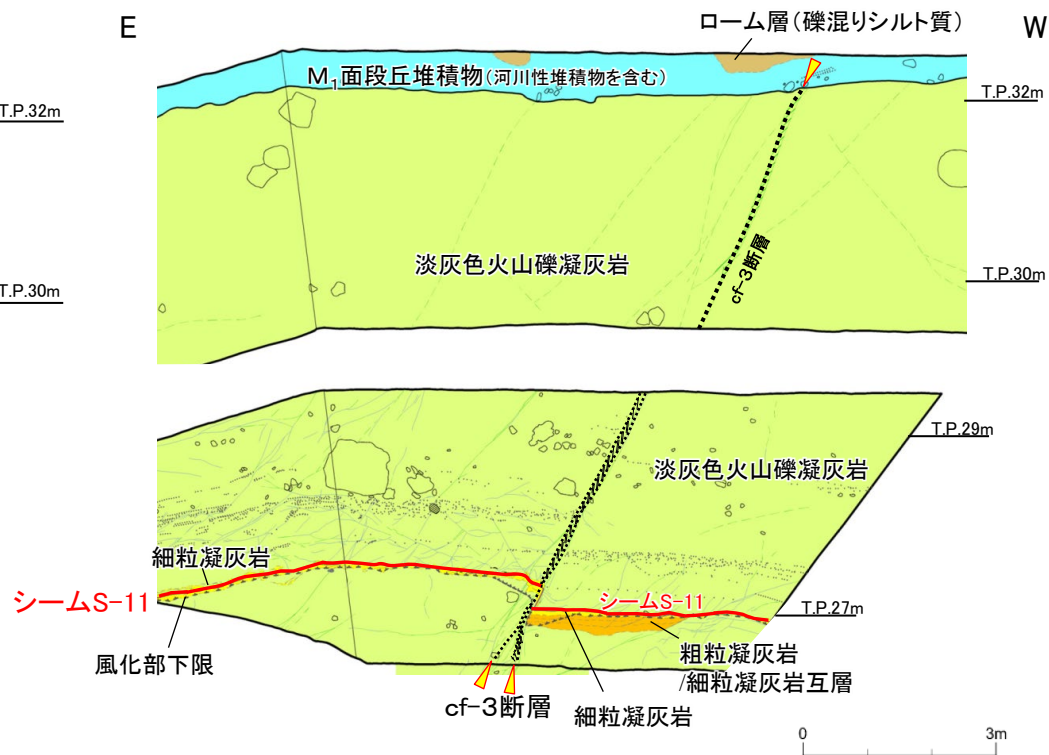 E
W
ローム層(礫混りシルト質)
M1面段丘堆積物(河川性堆積物を含む)
T.P.32m
T.P.32m
cf-3断層
淡灰色火山礫凝灰岩
T.P.30m
T.P.30m
T.P.29m
淡灰色火山礫凝灰岩
細粒凝灰岩
シームS-11
シームS-11
T.P.27m
風化部下限
粗粒凝灰岩
/細粒凝灰岩互層
cf-3断層
細粒凝灰岩
0
3m